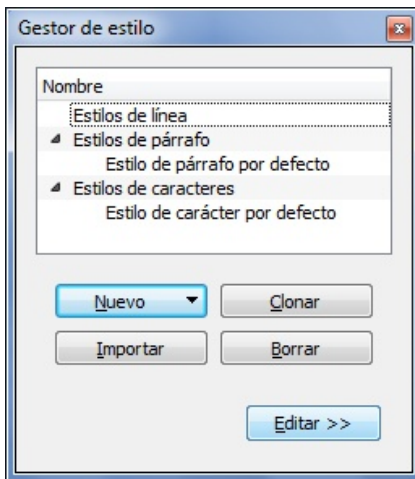 Gestor de estilo
Nombre
Estilos de línea
Estilos de párrafo
Estilo de párrafo por defecto
Estilos de caracteres
Estilo de carácter por defecto
Nuevo
Clonar
Importar
Borrar
Editar >>